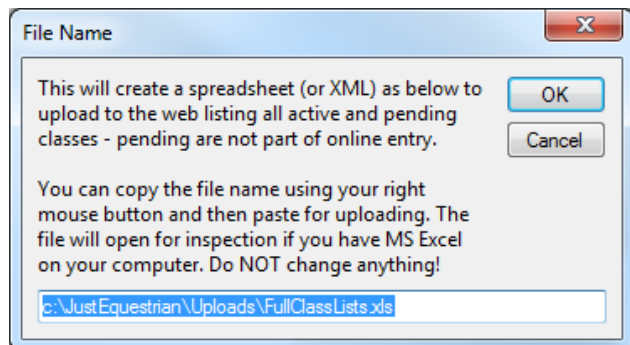 File Name
This will create a spreadsheet (or XML) as below to
upload to the web listing all active and pending
classes - pending are not part of online entry.
OK
Cancel
You can copy the file name using your right
mouse button and then paste for uploading. The
file will open for inspection if you have MS Excel
on your computer. Do NOT change anything!
c:\JustEquestrian\Uploads\FullClassLists.xls